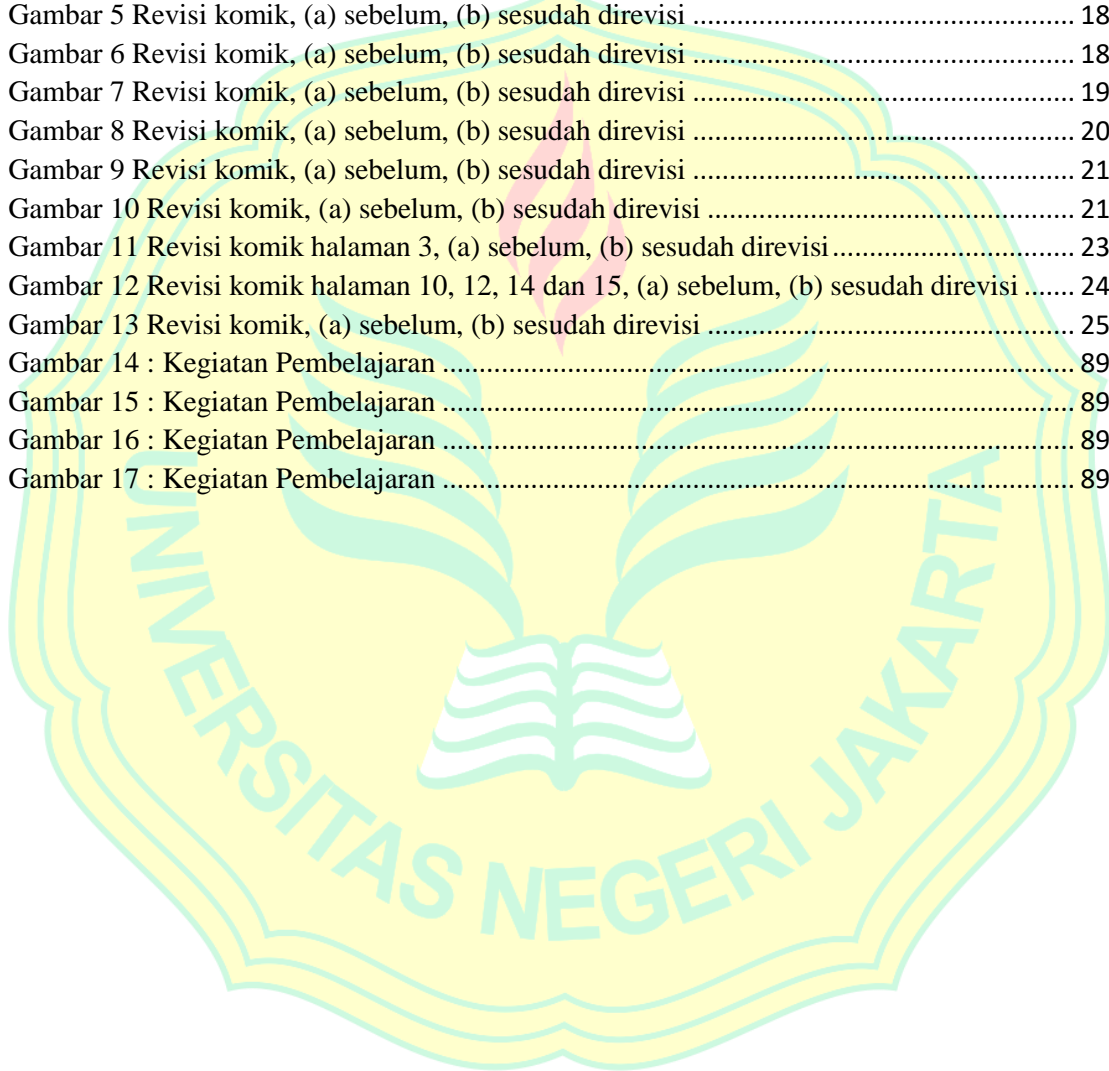 Gambar 5 Revisi komik, (a) sebelum, (b) sesudah direvisi ........................................................ 18
Gambar 6 Revisi komik, (a) sebelum, (b) sesudah direvisi ........................................................ 18
Gambar 7 Revisi komik, (a) sebelum, (b) sesudah direvisi ........................................................ 19
Gambar 8 Revisi komik, (a) sebelum, (b) sesudah direvisi ........................................................ 20
Gambar 9 Revisi komik, (a) sebelum, (b) sesudah direvisi ........................................................ 21
Gambar 10 Revisi komik, (a) sebelum, (b) sesudah direvisi ...................................................... 21
Gambar 11 Revisi komik halaman 3, (a) sebelum, (b) sesudah direvisi ................................... 23
Gambar 12 Revisi komik halaman 10, 12, 14 dan 15, (a) sebelum, (b) sesudah direvisi ....... 24
Gambar 13 Revisi komik, (a) sebelum, (b) sesudah direvisi ...................................................... 25
Gambar 14 : Kegiatan Pembelajaran ............................................................................................ 89
Gambar 15 : Kegiatan Pembelajaran ............................................................................................ 89
Gambar 16 : Kegiatan Pembelajaran ............................................................................................ 89
Gambar 17 : Kegiatan Pembelajaran ............................................................................................ 89
UNIVERSITAS NEGERI JAKARTA